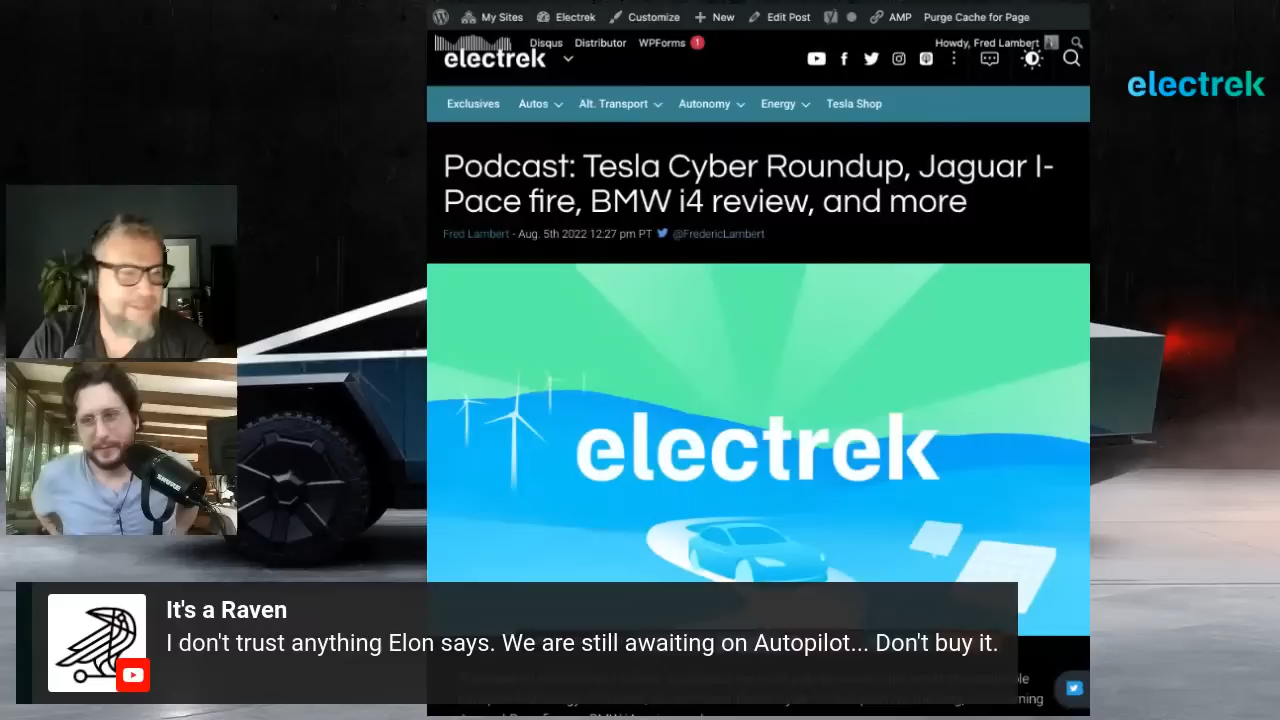 My Sites Electrek Customize New Edit Post AMP Purge Cache for Page
Disqus Distributor WPForms 1 Howdy, Fred Lambert
electrek
electrek
Exclusives Autos Alt. Transport Autonomy Energy Tesla Shop
Podcast: Tesla Cyber Roundup, Jaguar I-
Pace fire, BMW i4 review, and more
Fred Lambert - Aug. 5th 2022 12:27 pm PT @FredericLambert
electrek
SHURE
It's a Raven
I don't trust anything Elon says. We are still awaiting on Autopilot... Don't buy it.